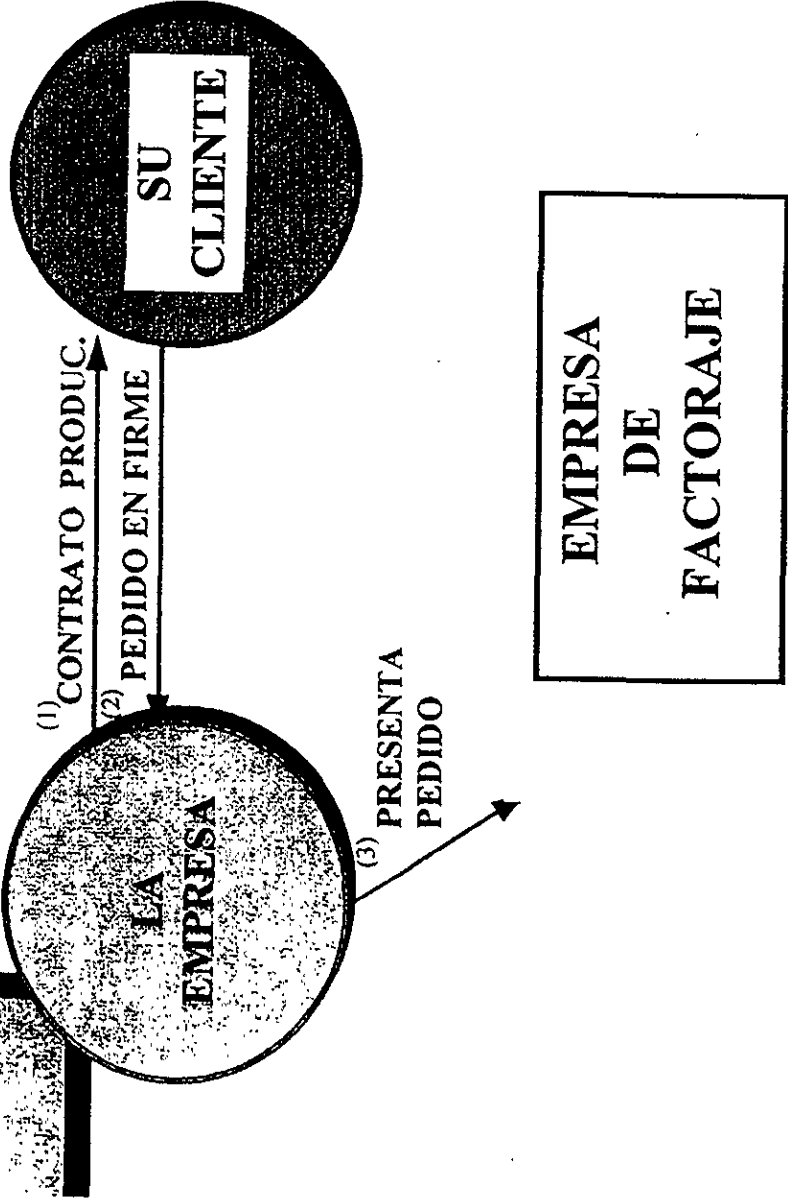 (1)
CONTRATO PRODUC.
(2)
PEDIDO EN FIRME
LA
EMPRESA
SU
CLIENTE
(3)
PRESENTA
PEDIDO
EMPRESA
DE
FACTORAJE